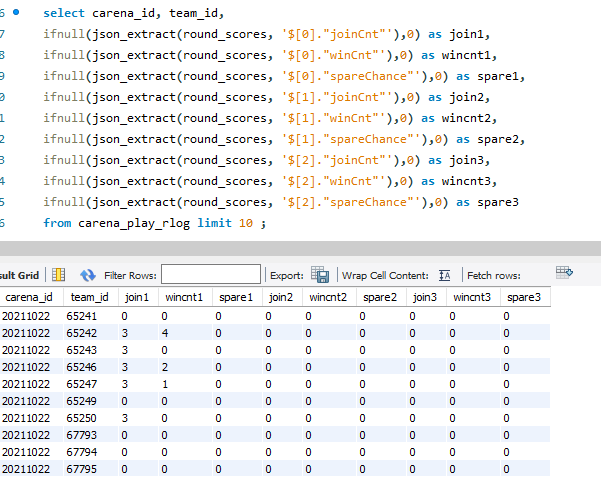 6 select carena_id, team_id,
7 ifnull(json_extract(round_scores, '$[0]."joinCnt"'),0) as join1,
8 ifnull(json_extract(round_scores, '$[0]."winCnt"'),0) as wincnt1,
9 ifnull(json_extract(round_scores, '$[0]."spareChance"'),0) as spare1,
0 ifnull(json_extract(round_scores, '$[1]."joinCnt"'),0) as join2,
1 ifnull(json_extract(round_scores, '$[1]."winCnt"'),0) as wincnt2,
2 ifnull(json_extract(round_scores, '$[1]."spareChance"'),0) as spare2,
3 ifnull(json_extract(round_scores, '$[2]."joinCnt"'),0) as join3,
4 ifnull(json_extract(round_scores, '$[2]."winCnt"'),0) as wincnt3,
5 ifnull(json_extract(round_scores, '$[2]."spareChance"'),0) as spare3
6 from carena_play_rlog limit 10 ;
sult Grid Filter Rows: Export: Wrap Cell Content: Fetch rows:
carena_id team_id join1 wincnt1 spare1 join2 wincnt2 spare2 join3 wincnt3 spare3
20211022 65241 0 0 0 0 0 0 0 0 0
20211022 65242 3 4 0 0 0 0 0 0 0
20211022 65243 3 0 0 0 0 0 0 0 0
20211022 65246 3 2 0 0 0 0 0 0 0
20211022 65247 3 1 0 0 0 0 0 0 0
20211022 65249 0 0 0 0 0 0 0 0 0
20211022 65250 3 0 0 0 0 0 0 0 0
20211022 67793 0 0 0 0 0 0 0 0 0
20211022 67794 0 0 0 0 0 0 0 0 0
20211022 67795 0 0 0 0 0 0 0 0 0